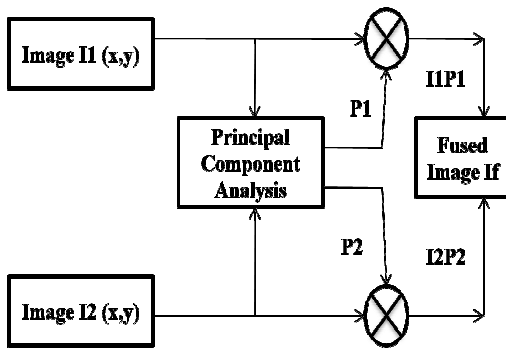 Image I1 (x,y)
P1
I1P1
Principal
Component
Analysis
Fused
Image If
P2
I2P2
Image I2 (x,y)